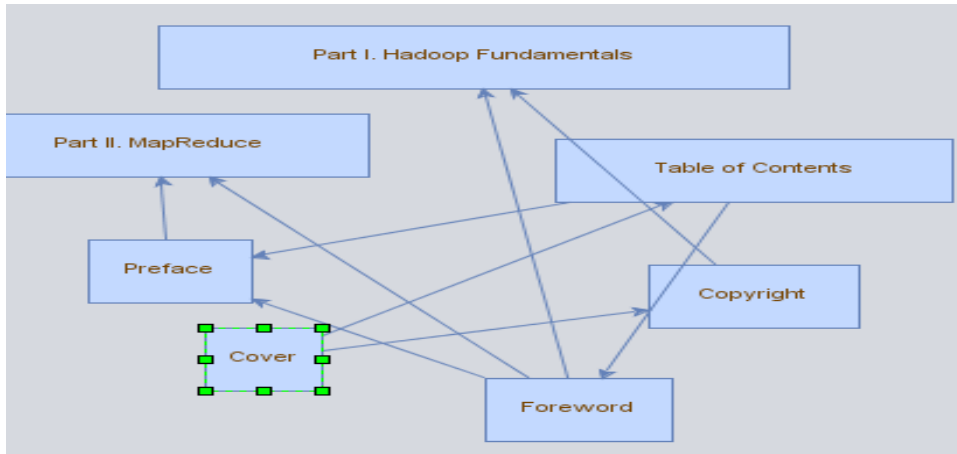 Part I. Hadoop Fundamentals
Part II. MapReduce
Table of Contents
Preface
Copyright
Cover
Foreword